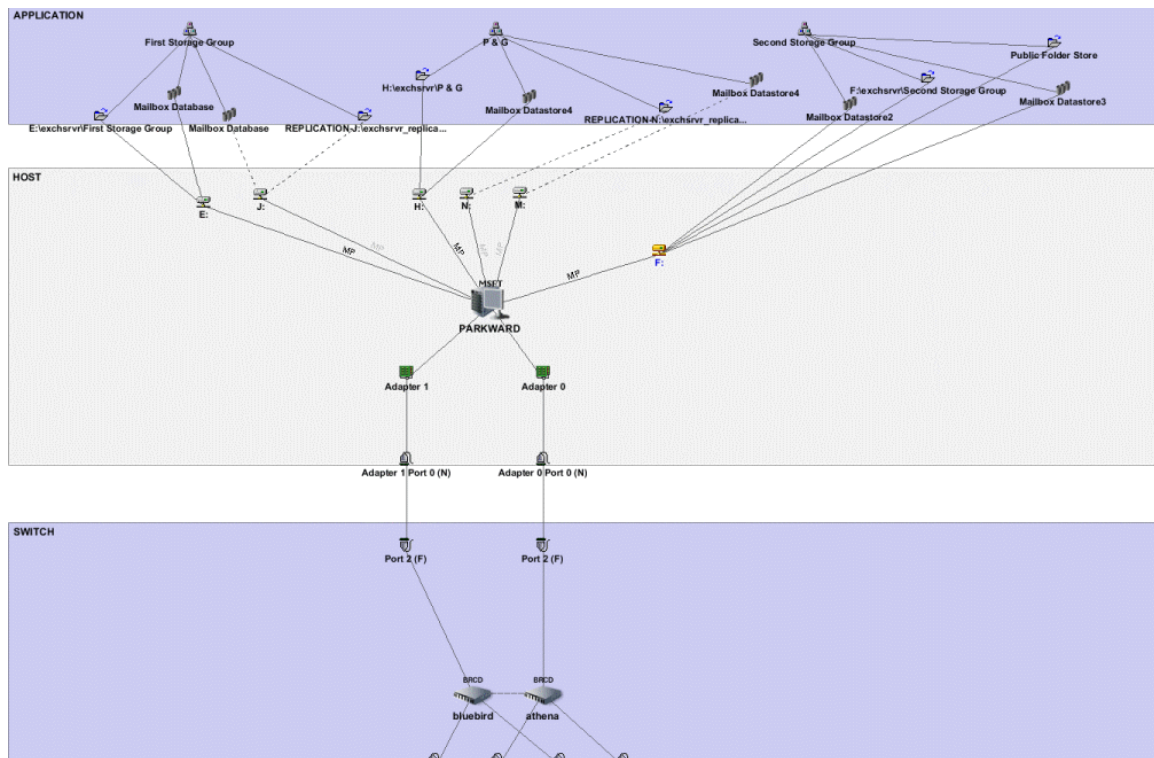 APPLICATION
First Storage Group
P & G
Second Storage Group
Public Folder Store
H:\exchsrvr\P & G
Mailbox Datastore4
F:\exchsrvr\Second Storage Group
Mailbox Database
Mailbox Datastore4
Mailbox Datastore3
E:\exchsrvr\First Storage Group
Mailbox Database
REPLICATION-J:\exchsrvr_replica...
REPLICATION-N:\exchsrvr_replica...
Mailbox Datastore2
HOST
E:
J:
H:
N:
M:
F:
MP
MP
MP
MP
MP
MP
MSFT
PARKWARD
Adapter 1
Adapter 0
Adapter 1 Port 0 (N)
Adapter 0 Port 0 (N)
SWITCH
Port 2 (F)
Port 2 (F)
BRCD
BRCD
bluebird
athena